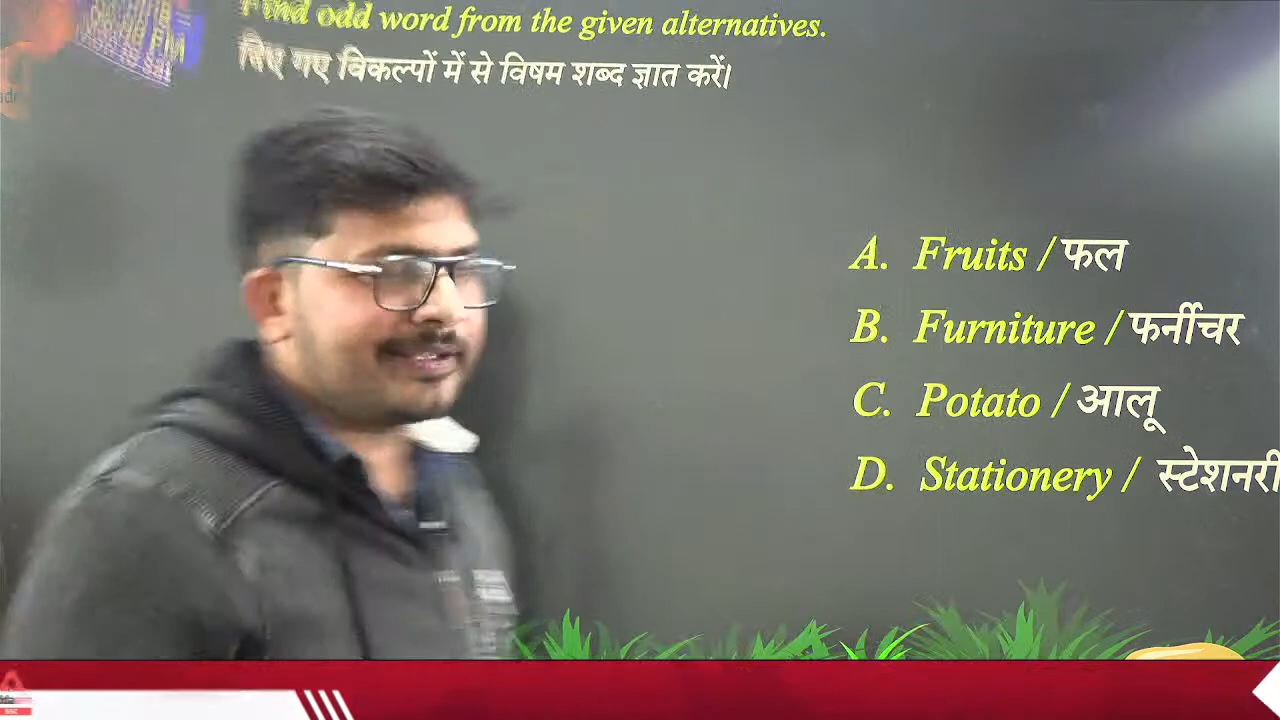 Find odd word from the given alternatives.
दिए गए विकल्पों में से विषम शब्द ज्ञात करें।
A. Fruits / फल
B. Furniture / फर्नीचर
C. Potato / आलू
D. Stationery / स्टेशनरी